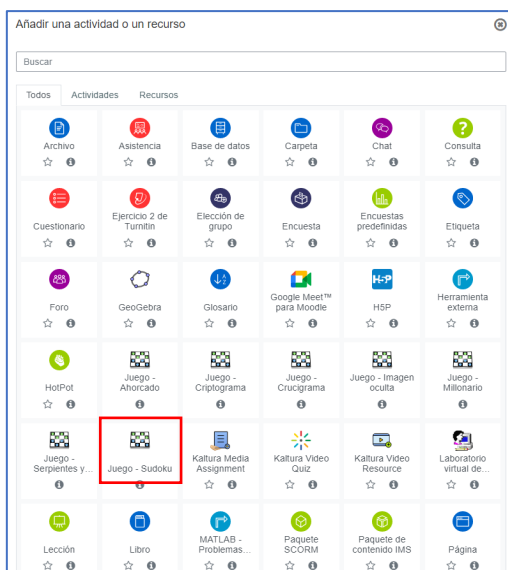 Añadir una actividad o un recurso
Buscar
Todos Actividades Recursos
Archivo Asistencia Base de datos Carpeta Chat Consulta
Cuestionario Ejercicio 2 de Turnitin Elección de grupo Encuesta Encuestas predefinidas Etiqueta
Foro GeoGebra Glosario Google Meet™ para Moodle H5P Herramienta externa
HotPot Juego - Ahorcado Juego - Criptograma Juego - Crucigrama Juego - Imagen oculta Juego - Millonario
Juego - Serpientes y... Juego - Sudoku Kaltura Media Assignment Kaltura Video Quiz Kaltura Video Resource Laboratorio virtual de...
Lección Libro MATLAB - Problemas... Paquete SCORM Paquete de contenido IMS Página